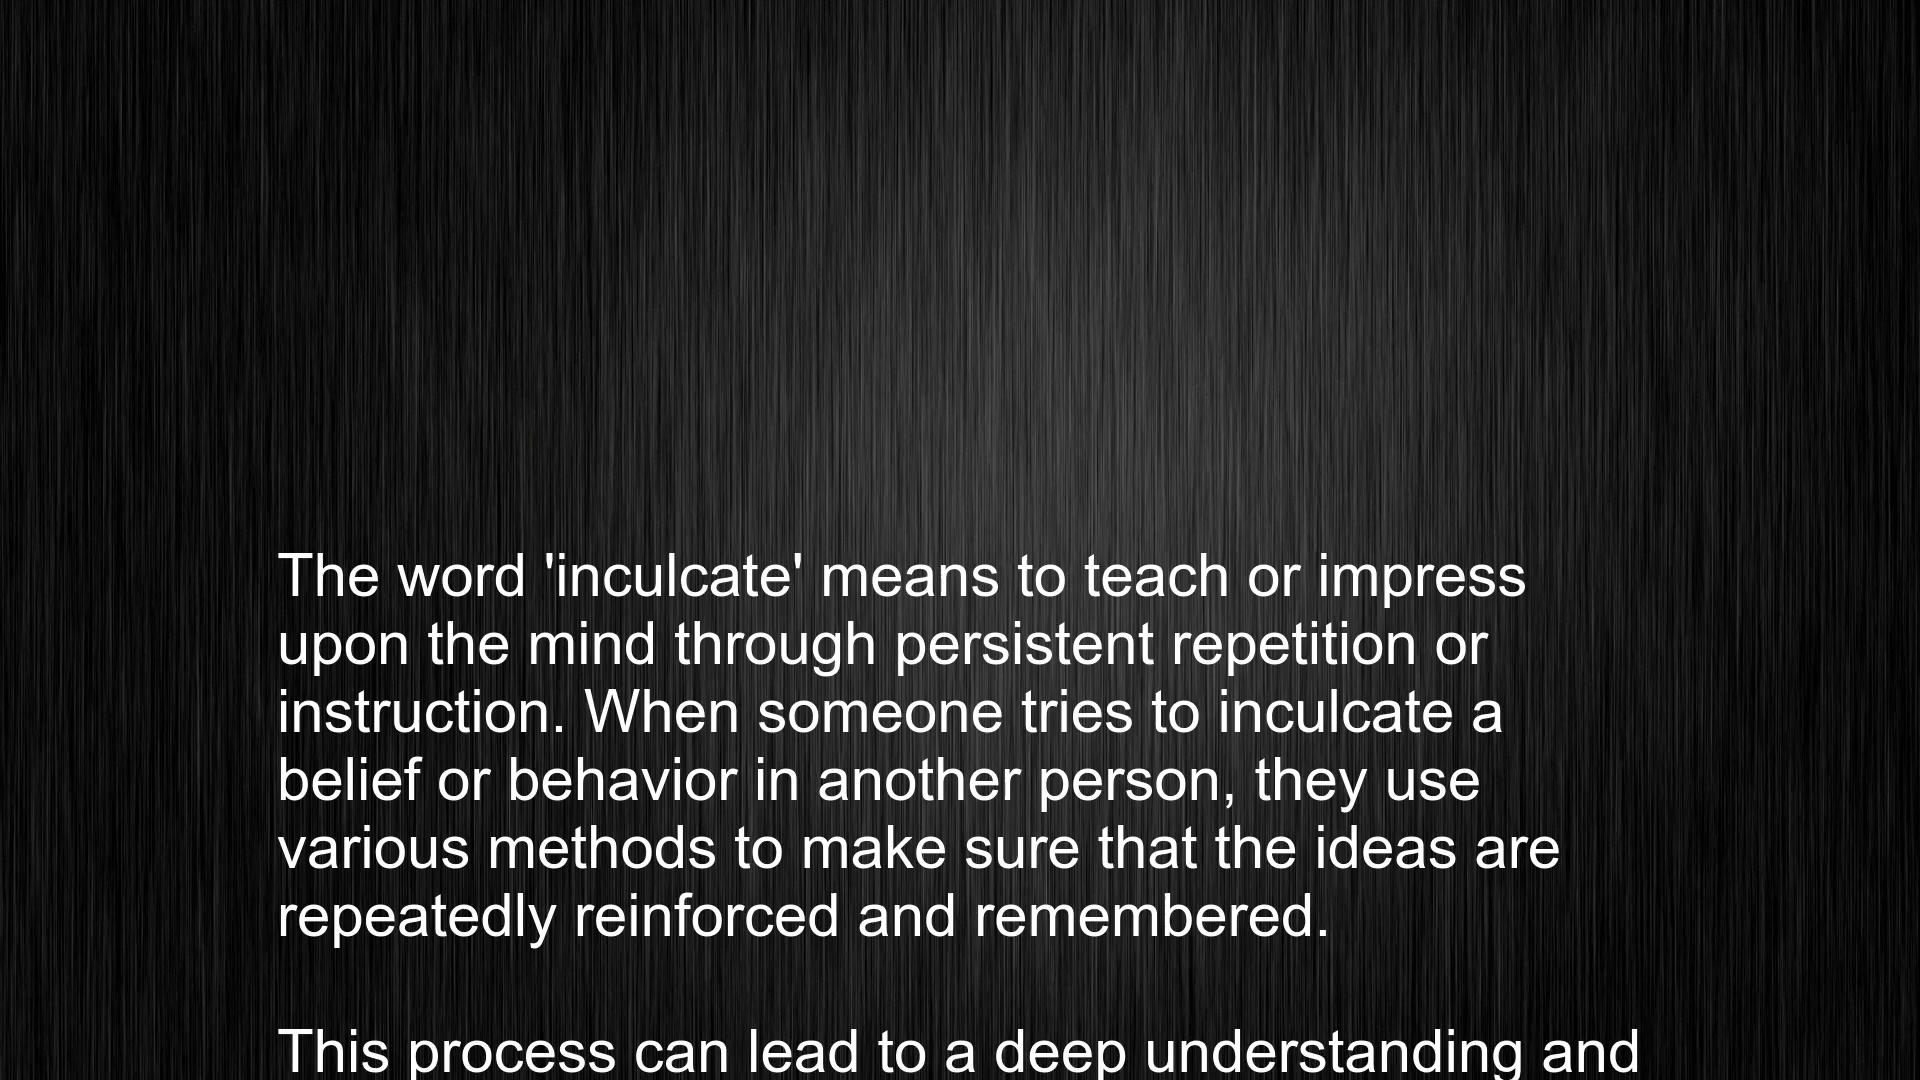 The word 'inculcate' means to teach or impress
upon the mind through persistent repetition or
instruction. When someone tries to inculcate a
belief or behavior in another person, they use
various methods to make sure that the ideas are
repeatedly reinforced and remembered.
This process can lead to a deep understanding and